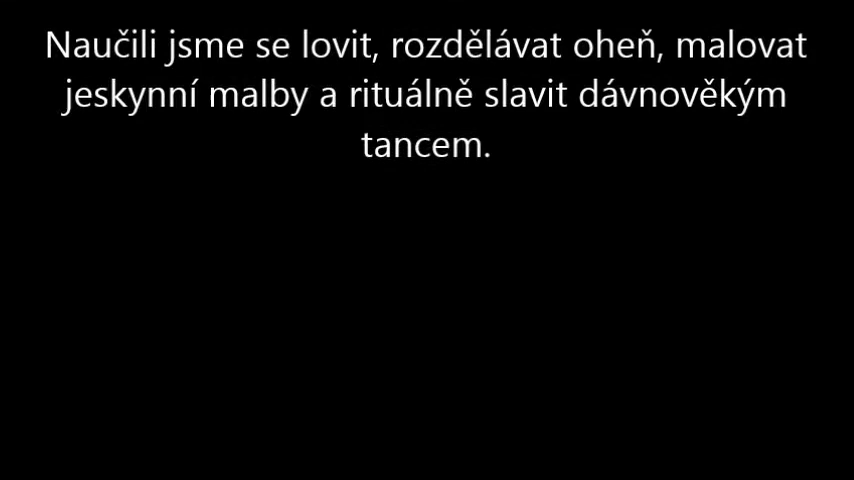 Naučili jsme se lovit, rozdělávat oheň, malovat
jeskynní malby a rituálně slavit dávnověkým
tancem.